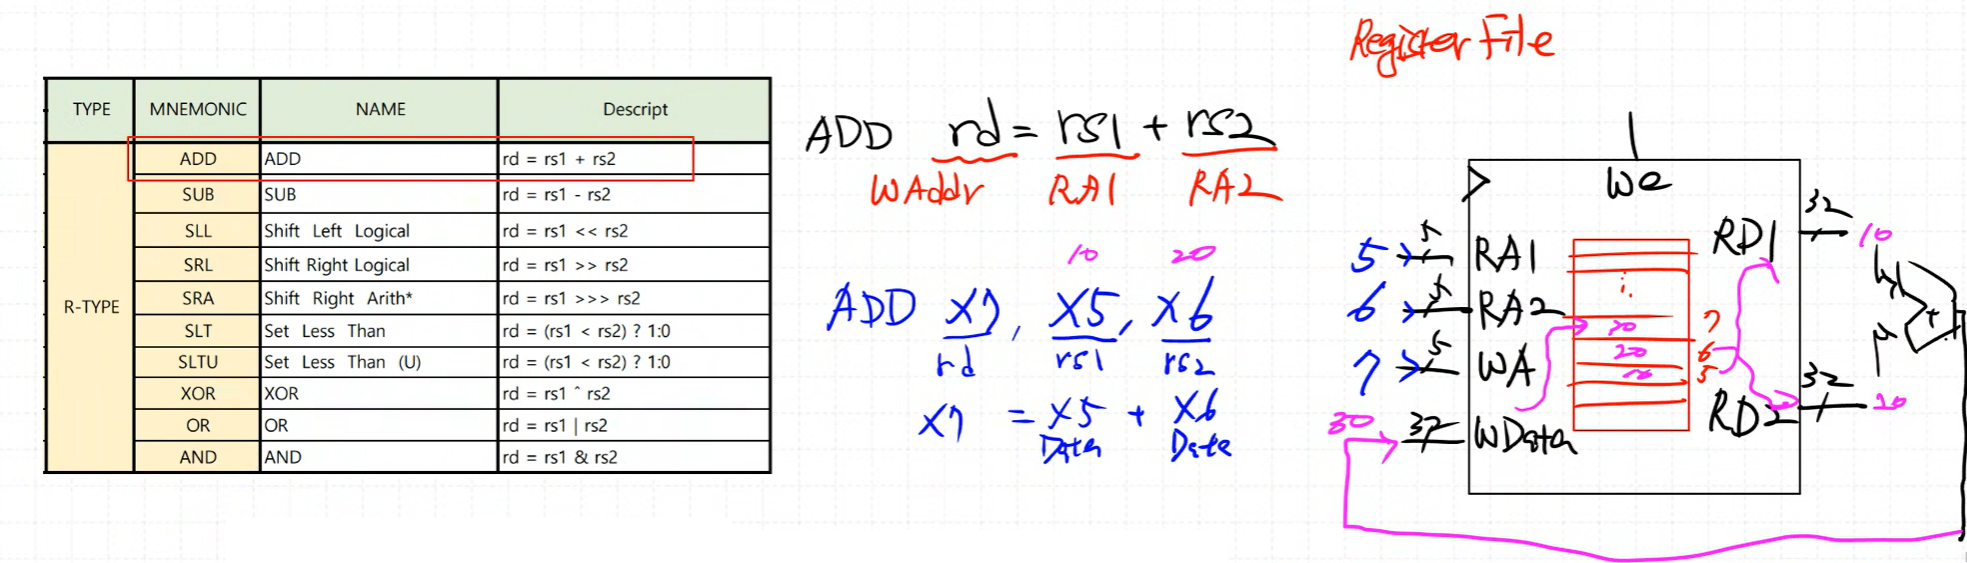 Register File
TYPE MNEMONIC NAME Descript
R-TYPE
ADD ADD rd = rs1 + rs2
SUB SUB rd = rs1 - rs2
SLL Shift Left Logical rd = rs1 << rs2
SRL Shift Right Logical rd = rs1 >> rs2
SRA Shift Right Arith* rd = rs1 >>> rs2
SLT Set Less Than rd = (rs1 < rs2) ? 1:0
SLTU Set Less Than (U) rd = (rs1 < rs2) ? 1:0
XOR XOR rd = rs1 ^ rs2
OR OR rd = rs1 | rs2
AND AND rd = rs1 & rs2
ADD rd = rs1 + rs2
WAddr RA1 RA2
10 20
ADD X7, X5, X6
rd rs1 rs2
X7 = X5 + X6
Data Data
We
5 5 RA1 RD1 32 10
6 5 RA2
7 5 WA
30 32 WData RD2 32 20
30 7
20 6
5
+